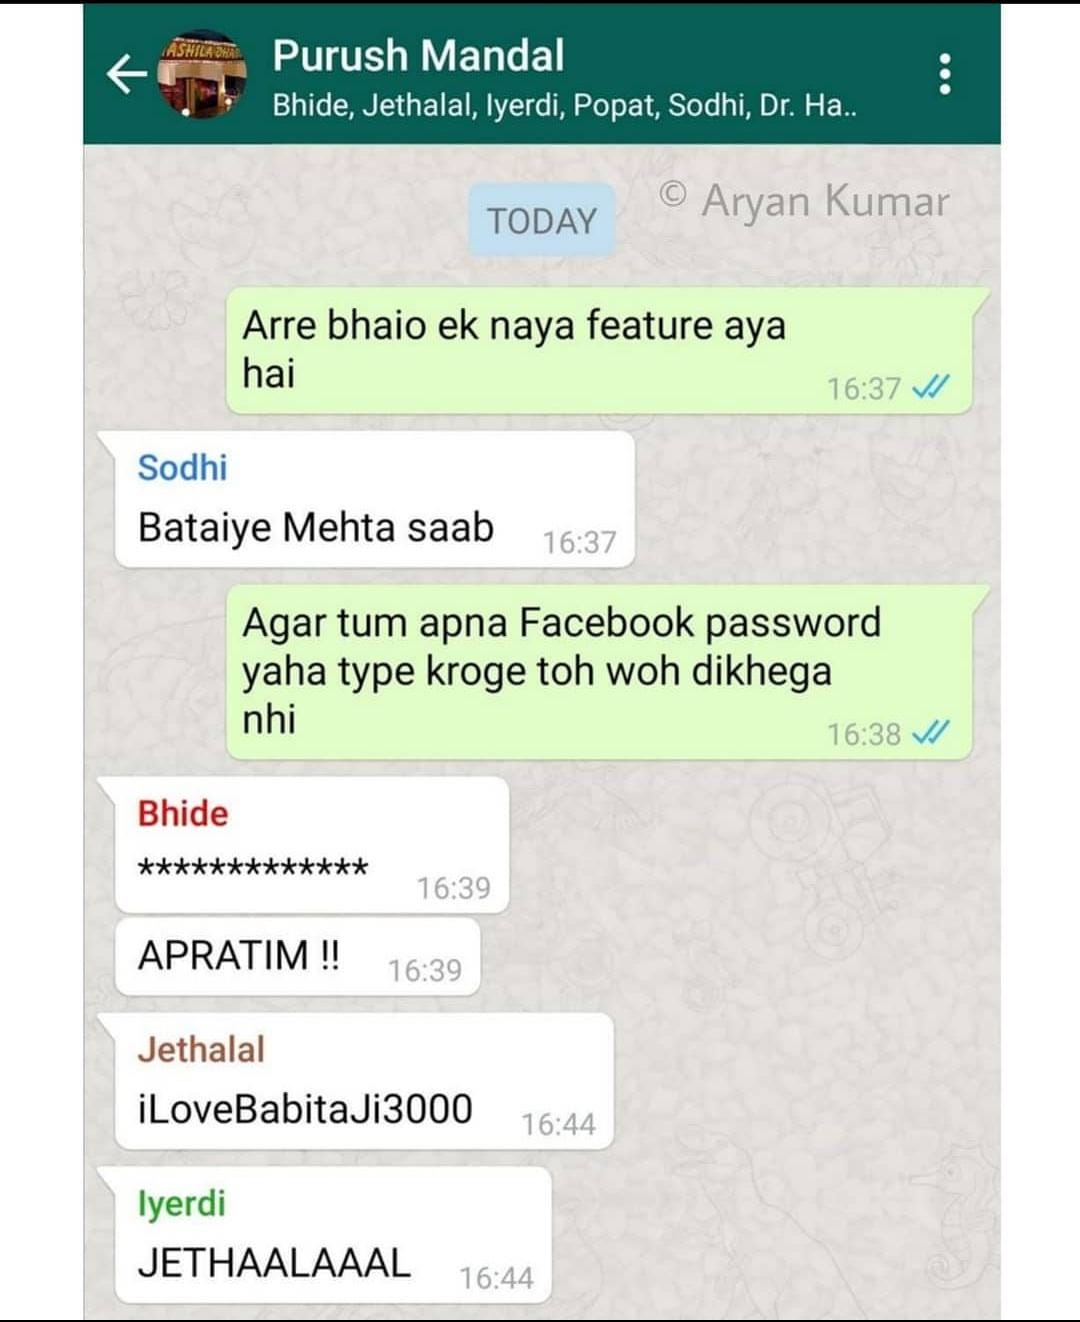 ASHILA DHAB
Purush Mandal
Bhide, Jethalal, Iyerdi, Popat, Sodhi, Dr. Ha..
© Aryan Kumar
TODAY
Arre bhaio ek naya feature aya
hai
16:37
Sodhi
Bataiye Mehta saab 16:37
Agar tum apna Facebook password
yaha type kroge toh woh dikhega
nhi
16:38
Bhide
*************
16:39
APRATIM !! 16:39
Jethalal
iLoveBabitaJi3000 16:44
Iyerdi
JETHAALAAAL 16:44